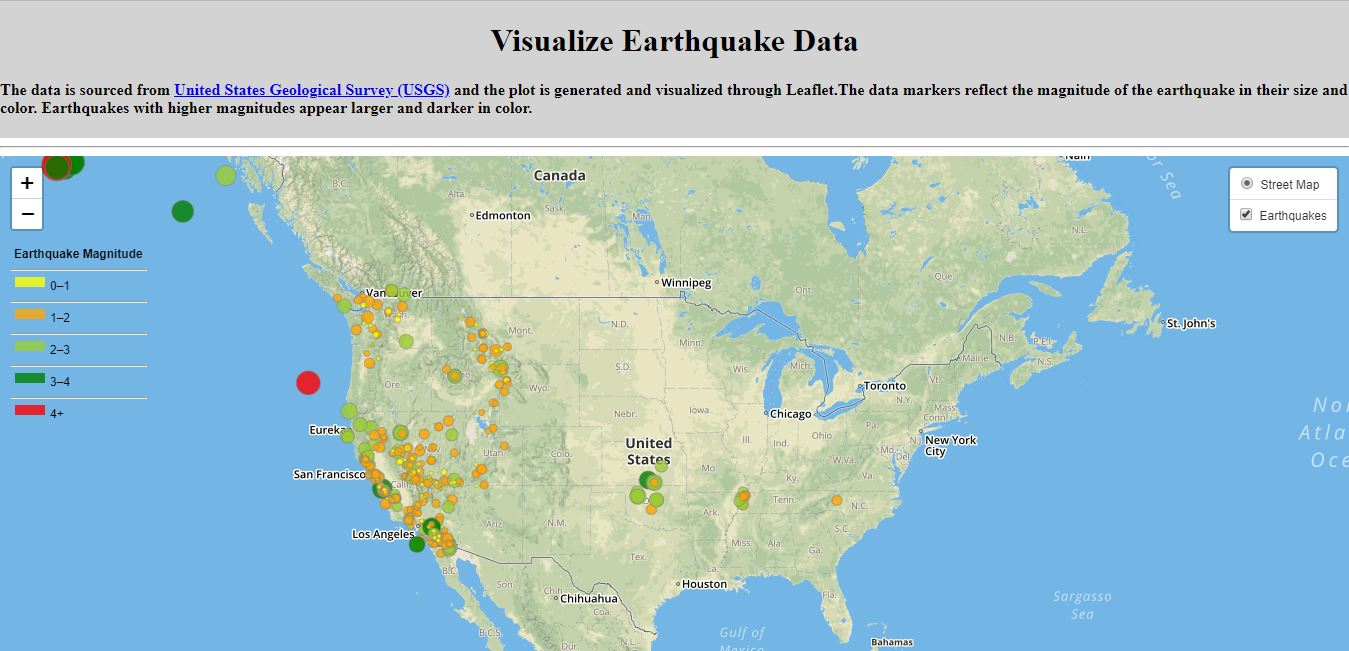 Visualize Earthquake Data
The data is sourced from United States Geological Survey (USGS) and the plot is generated and visualized through Leaflet.The data markers reflect the magnitude of the earthquake in their size and
color. Earthquakes with higher magnitudes appear larger and darker in color.
+
−
Earthquake Magnitude
0–1
1–2
2–3
3–4
4+
Street Map
Earthquakes
Canada
Nain
B.C.
Alta.
Sask.
Man.
Edmonton
N.L.
Que.
Winnipeg
Ont.
Vancouver
Wash.
St. John's
N.D.
Mont.
Minn.
N.B.
P.E.I.
N.S.
Maine
S.D.
Wis.
Mich.
Vt.
Toronto
Ore.
Wyo.
N.Y.
Mass.
Conn.
Nebr.
Iowa
Chicago
Eureka
Pa.
Ill.
Ind.
Ohio
N.J.
New York
City
United
States
Utah
Colo.
Md.
Del.
W.Va.
Mo.
San Francisco
Calif.
Ky.
Va.
Tenn.
N.C.
Ark.
Ariz.
N.M.
S.C.
Los Angeles
Miss.
Ala.
Ga.
Tex.
La.
B.C.
Son.
Chih.
Houston
Chihuahua
Coa.
Fla.
Sargasso
Sea
B.C.S.
Dur.
N.L.
Gulf of
Mexico
Bahamas